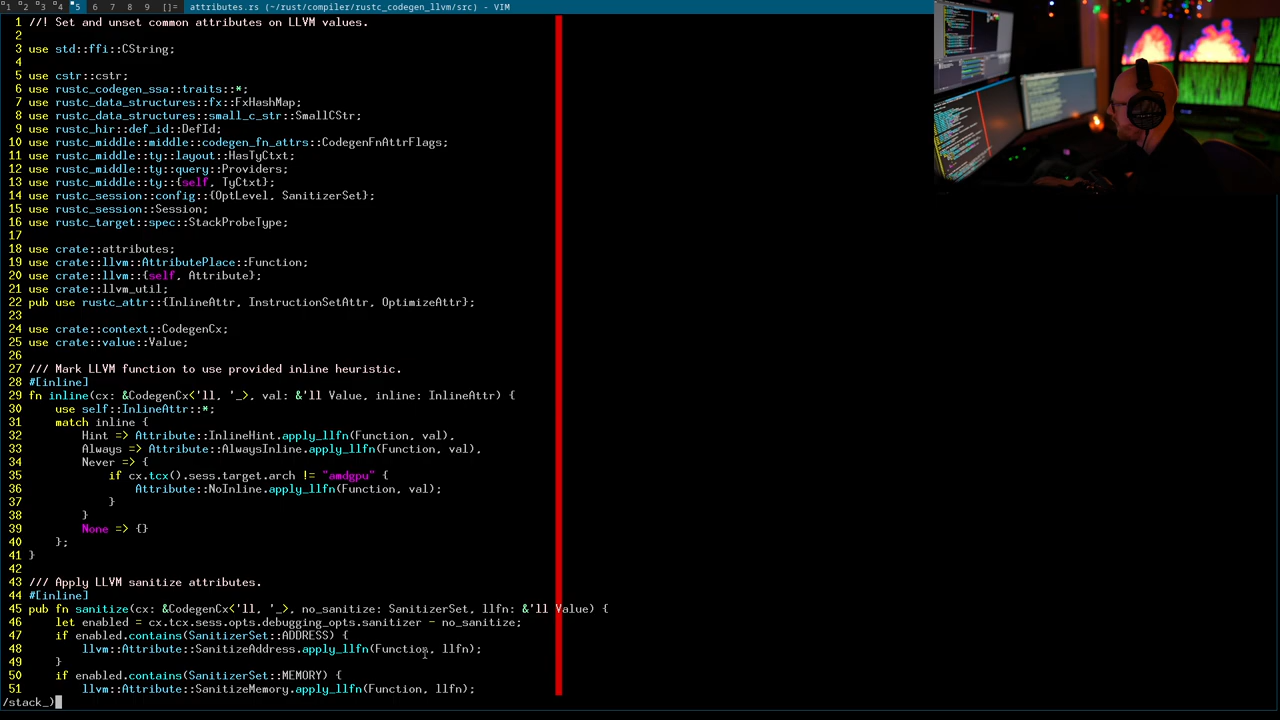 1 2 3 4 5 6 7 8 9 []= attributes.rs (~/rust/compiler/rustc_codegen_llvm/src) - VIM
1 //! Set and unset common attributes on LLVM values.
2
3 use std::ffi::CString;
4
5 use cstr::cstr;
6 use rustc_codegen_ssa::traits::*;
7 use rustc_data_structures::fx::FxHashMap;
8 use rustc_data_structures::small_c_str::SmallCStr;
9 use rustc_hir::def_id::DefId;
10 use rustc_middle::middle::codegen_fn_attrs::CodegenFnAttrFlags;
11 use rustc_middle::ty::layout::HasTyCtxt;
12 use rustc_middle::ty::query::Providers;
13 use rustc_middle::ty::{self, TyCtxt};
14 use rustc_session::config::{OptLevel, SanitizerSet};
15 use rustc_session::Session;
16 use rustc_target::spec::StackProbeType;
17
18 use crate::attributes;
19 use crate::llvm::AttributePlace::Function;
20 use crate::llvm::{self, Attribute};
21 use crate::llvm_util;
22 pub use rustc_attr::{InlineAttr, InstructionSetAttr, OptimizeAttr};
23
24 use crate::context::CodegenCx;
25 use crate::value::Value;
26
27 /// Mark LLVM function to use provided inline heuristic.
28 #[inline]
29 fn inline(cx: &CodegenCx<'ll, '_>, val: &'ll Value, inline: InlineAttr) {
30     use self::InlineAttr::*;
31     match inline {
32         Hint => Attribute::InlineHint.apply_llfn(Function, val),
33         Always => Attribute::AlwaysInline.apply_llfn(Function, val),
34         Never => {
35             if cx.tcx().sess.target.arch != "amdgpu" {
36                 Attribute::NoInline.apply_llfn(Function, val);
37             }
38         }
39         None => {}
40     };
41 }
42
43 /// Apply LLVM sanitize attributes.
44 #[inline]
45 pub fn sanitize(cx: &CodegenCx<'ll, '_>, no_sanitize: SanitizerSet, llfn: &'ll Value) {
46     let enabled = cx.tcx.sess.opts.debugging_opts.sanitizer - no_sanitize;
47     if enabled.contains(SanitizerSet::ADDRESS) {
48         llvm::Attribute::SanitizeAddress.apply_llfn(Function, llfn);
49     }
50     if enabled.contains(SanitizerSet::MEMORY) {
51         llvm::Attribute::SanitizeMemory.apply_llfn(Function, llfn);
/stack_)